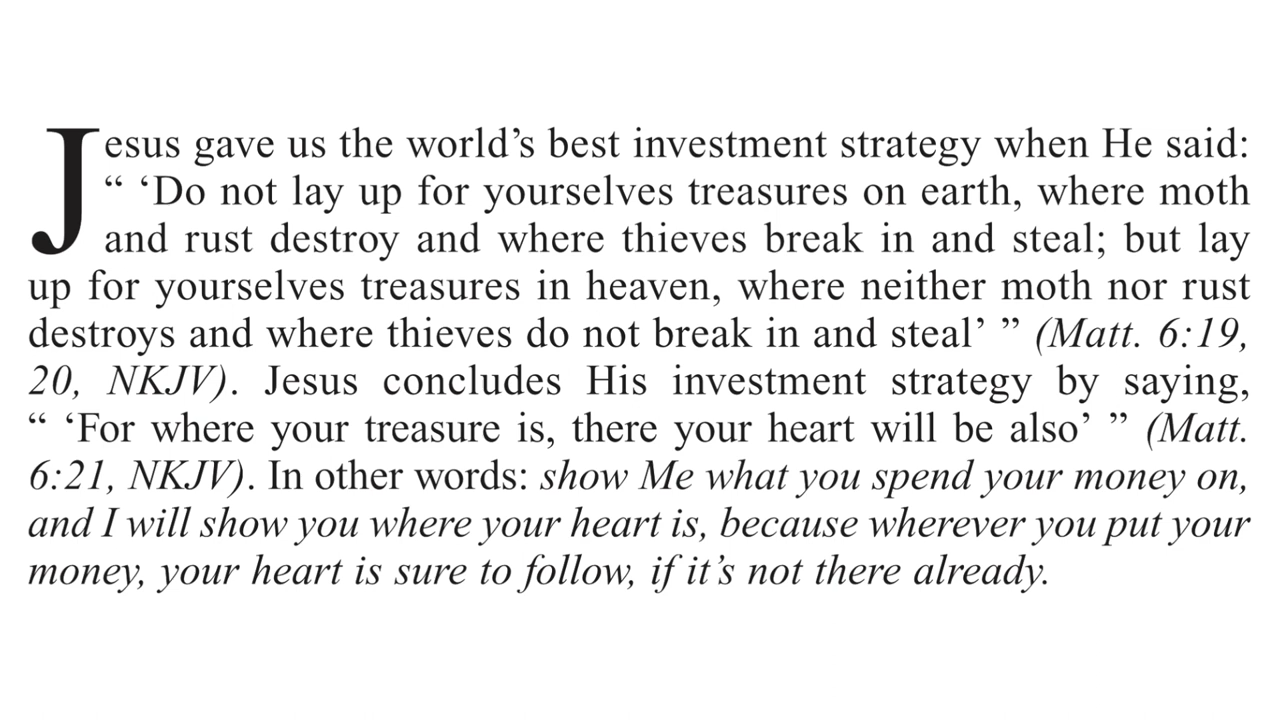 Jesus gave us the world’s best investment strategy when He said:
“ ‘Do not lay up for yourselves treasures on earth, where moth
and rust destroy and where thieves break in and steal; but lay
up for yourselves treasures in heaven, where neither moth nor rust
destroys and where thieves do not break in and steal’ ” (Matt. 6:19,
20, NKJV). Jesus concludes His investment strategy by saying,
“ ‘For where your treasure is, there your heart will be also’ ” (Matt.
6:21, NKJV). In other words: show Me what you spend your money on,
and I will show you where your heart is, because wherever you put your
money, your heart is sure to follow, if it’s not there already.